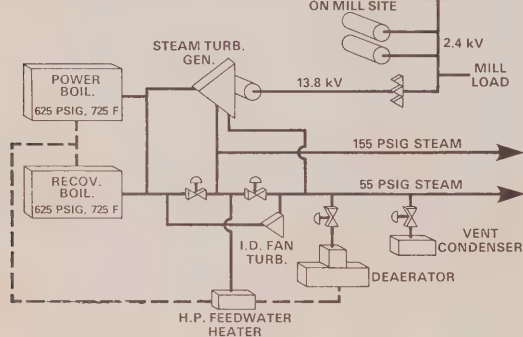 ON MILL SITE
2.4 kV
STEAM TURB.
GEN.
13.8 kV
MILL
LOAD
POWER
BOIL.
625 PSIG, 725 F
155 PSIG STEAM
RECOV.
BOIL.
625 PSIG, 725 F
55 PSIG STEAM
I.D. FAN
TURB.
VENT
CONDENSER
DEAERATOR
H.P. FEEDWATER
HEATER